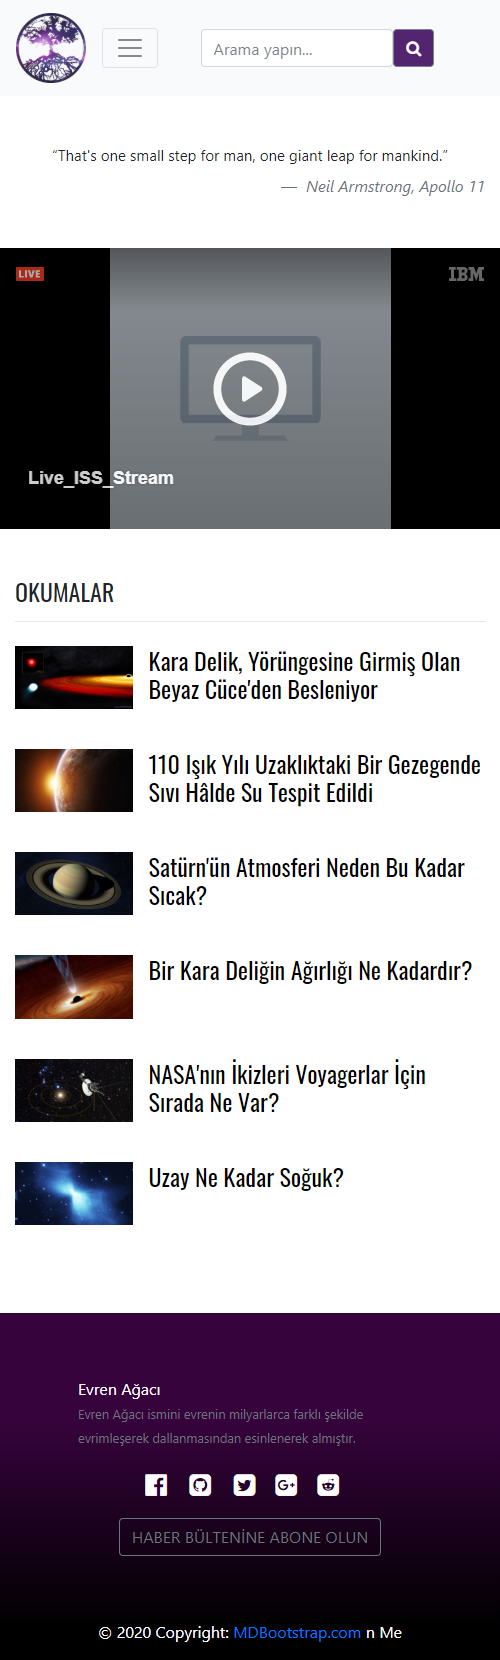 Arama yapın...
“That's one small step for man, one giant leap for mankind.”
— Neil Armstrong, Apollo 11
LIVE
IBM
Live_ISS_Stream
OKUMALAR
Kara Delik, Yörüngesine Girmiş Olan
Beyaz Cüce'den Besleniyor
110 Işık Yılı Uzaklıktaki Bir Gezegende
Sıvı Hâlde Su Tespit Edildi
Satürn'ün Atmosferi Neden Bu Kadar
Sıcak?
Bir Kara Deliğin Ağırlığı Ne Kadardır?
NASA'nın İkizleri Voyagerlar İçin
Sırada Ne Var?
Uzay Ne Kadar Soğuk?
Evren Ağacı
Evren Ağacı ismini evrenin milyarlarca farklı şekilde
evrimleşerek dallanmasından esinlenerek almıştır.
HABER BÜLTENİNE ABONE OLUN
© 2020 Copyright: MDBootstrap.com n Me